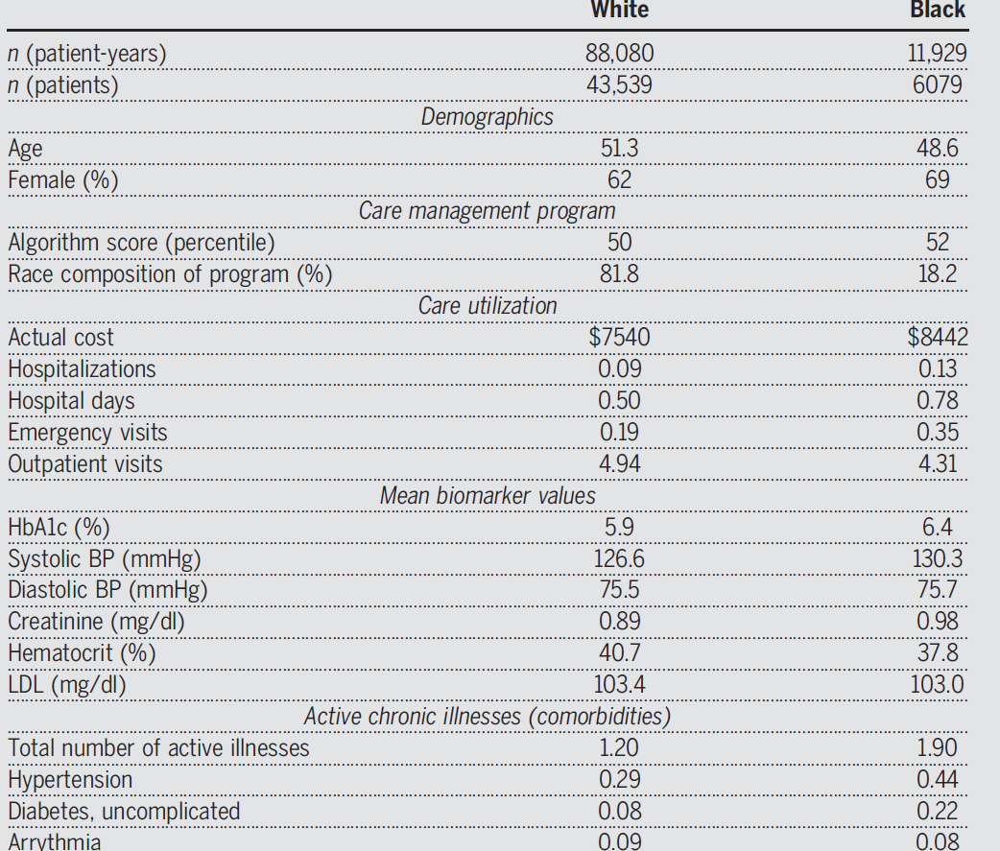 White Black
n (patient-years) 88,080 11,929
n (patients) 43,539 6079
Demographics
Age 51.3 48.6
Female (%) 62 69
Care management program
Algorithm score (percentile) 50 52
Race composition of program (%) 81.8 18.2
Care utilization
Actual cost $7540 $8442
Hospitalizations 0.09 0.13
Hospital days 0.50 0.78
Emergency visits 0.19 0.35
Outpatient visits 4.94 4.31
Mean biomarker values
HbA1c (%) 5.9 6.4
Systolic BP (mmHg) 126.6 130.3
Diastolic BP (mmHg) 75.5 75.7
Creatinine (mg/dl) 0.89 0.98
Hematocrit (%) 40.7 37.8
LDL (mg/dl) 103.4 103.0
Active chronic illnesses (comorbidities)
Total number of active illnesses 1.20 1.90
Hypertension 0.29 0.44
Diabetes, uncomplicated 0.08 0.22
Arrythmia 0.09 0.08